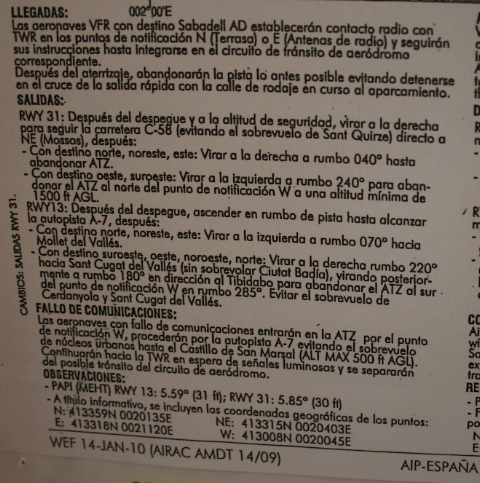 LLEGADAS: 002°00'E
Las aeronaves VFR con destino Sabadell AD establecerán contacto radio con
TWR en los puntos de notificación N (Terrasa) o E (Antenas de radio) y seguirán
sus instrucciones hasta integrarse en el circuito de tránsito de aeródromo
correspondiente.
Después del aterrizaje, abandonarán la pista lo antes posible evitando detenerse
en el cruce de la salida rápida con la calle de rodaje en curso al aparcamiento.
SALIDAS:
RWY 31: Después del despegue y a la altitud de seguridad, virar a la derecha
para seguir la carretera C-58 (evitando el sobrevuelo de Sant Quirze) directo a
NE (Mossos), después:
- Con destino norte, noreste, este: Virar a la derecha a rumbo 040° hasta
abandonar ATZ.
- Con destino oeste, suroeste: Virar a la izquierda a rumbo 240° para aban-
donar el ATZ al norte del punto de notificación W a una altitud mínima de
1500 ft AGL.
RWY13: Después del despegue, ascender en rumbo de pista hasta alcanzar
la autopista A-7, después:
- Con destino norte, noreste, este: Virar a la izquierda a rumbo 070° hacia
Mollet del Vallés.
- Con destino suroeste, oeste, noroeste, norte: Virar a la derecha rumbo 220°
hacia Sant Cugat del Vallés (sin sobrevolar Ciutat Badía), virando posterior-
mente a rumbo 180° en dirección al Tibidabo para abandonar el ATZ al sur
del punto de notificación W en rumbo 285°. Evitar el sobrevuelo de
Cerdanyola y Sant Cugat del Vallés.
CAMBIOS: SALIDAS RWY 31.
FALLO DE COMUNICACIONES:
Las aeronaves con fallo de comunicaciones entrarán en la ATZ por el punto
de notificación W, procederán por la autopista A-7 evitando el sobrevuelo
de núcleos urbanos hasta el Castillo de San Marsal (ALT MAX 500 ft AGL).
Continuarán hacia la TWR en espera de señales luminosas y se separarán
del posible tránsito del circuito de aeródromo.
OBSERVACIONES:
- PAPI (MEHT) RWY 13: 5.59° (31 ft); RWY 31: 5.85° (30 ft)
- A título informativo, se incluyen las coordenadas geográficas de los puntos:
N: 413359N 0020135E NE: 413315N 0020403E
E: 413318N 0021120E W: 413008N 0020045E
WEF 14-JAN-10 (AIRAC AMDT 14/09) AIP-ESPAÑA